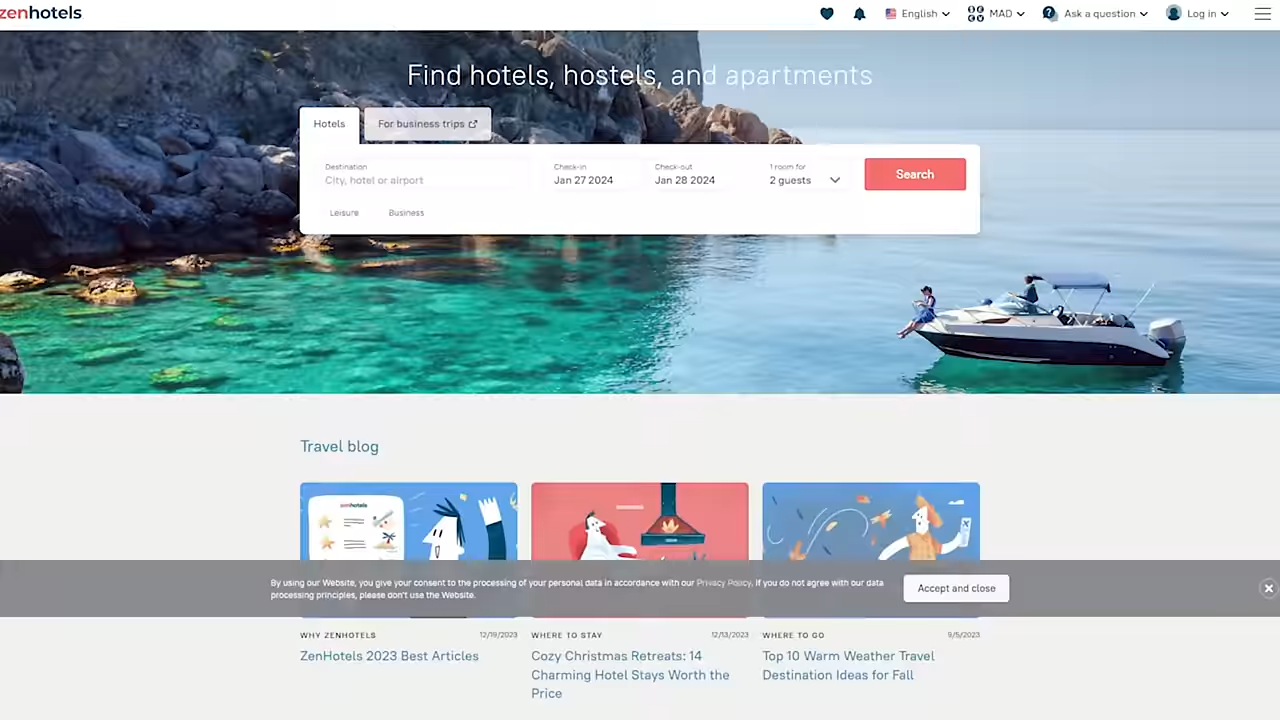 zenhotels
English
MAD
Ask a question
Log in
Find hotels, hostels, and apartments
Hotels
For business trips
Destination
City, hotel or airport
Check-in
Jan 27 2024
Check-out
Jan 28 2024
1 room for
2 guests
Search
Leisure
Business
Travel blog
zenhotels
By using our Website, you give your consent to the processing of your personal data in accordance with our Privacy Policy. If you do not agree with our data
processing principles, please don't use the Website.
Accept and close
WHY ZENHOTELS
12/19/2023
ZenHotels 2023 Best Articles
WHERE TO STAY
12/13/2023
Cozy Christmas Retreats: 14
Charming Hotel Stays Worth the
Price
WHERE TO GO
9/5/2023
Top 10 Warm Weather Travel
Destination Ideas for Fall